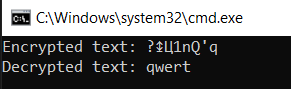 C:\Windows\system32\cmd.exe
Encrypted text: ?‡Ц1nQ'q
Decrypted text: qwert